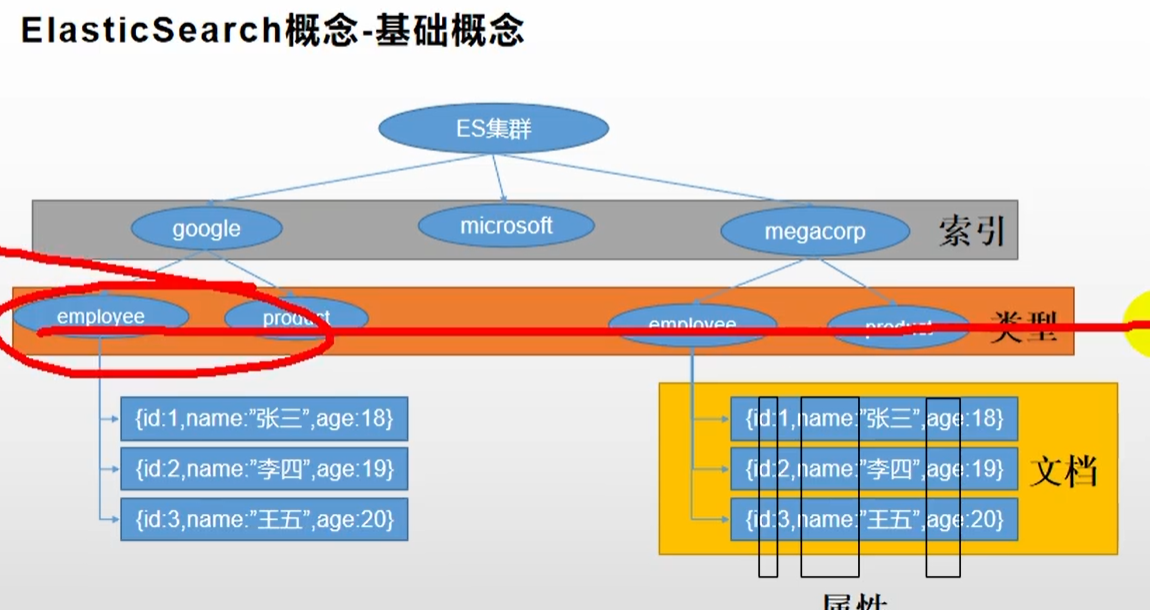 ElasticSearch概念-基础概念
ES集群
google
microsoft
megacorp
索引
employee
product
employee
product
类型
{id:1,name:”张三”,age:18}
{id:1,name:”张三”,age:18}
{id:2,name:”李四”,age:19}
{id:2,name:”李四”,age:19}
文档
{id:3,name:”王五”,age:20}
{id:3,name:”王五”,age:20}
属性